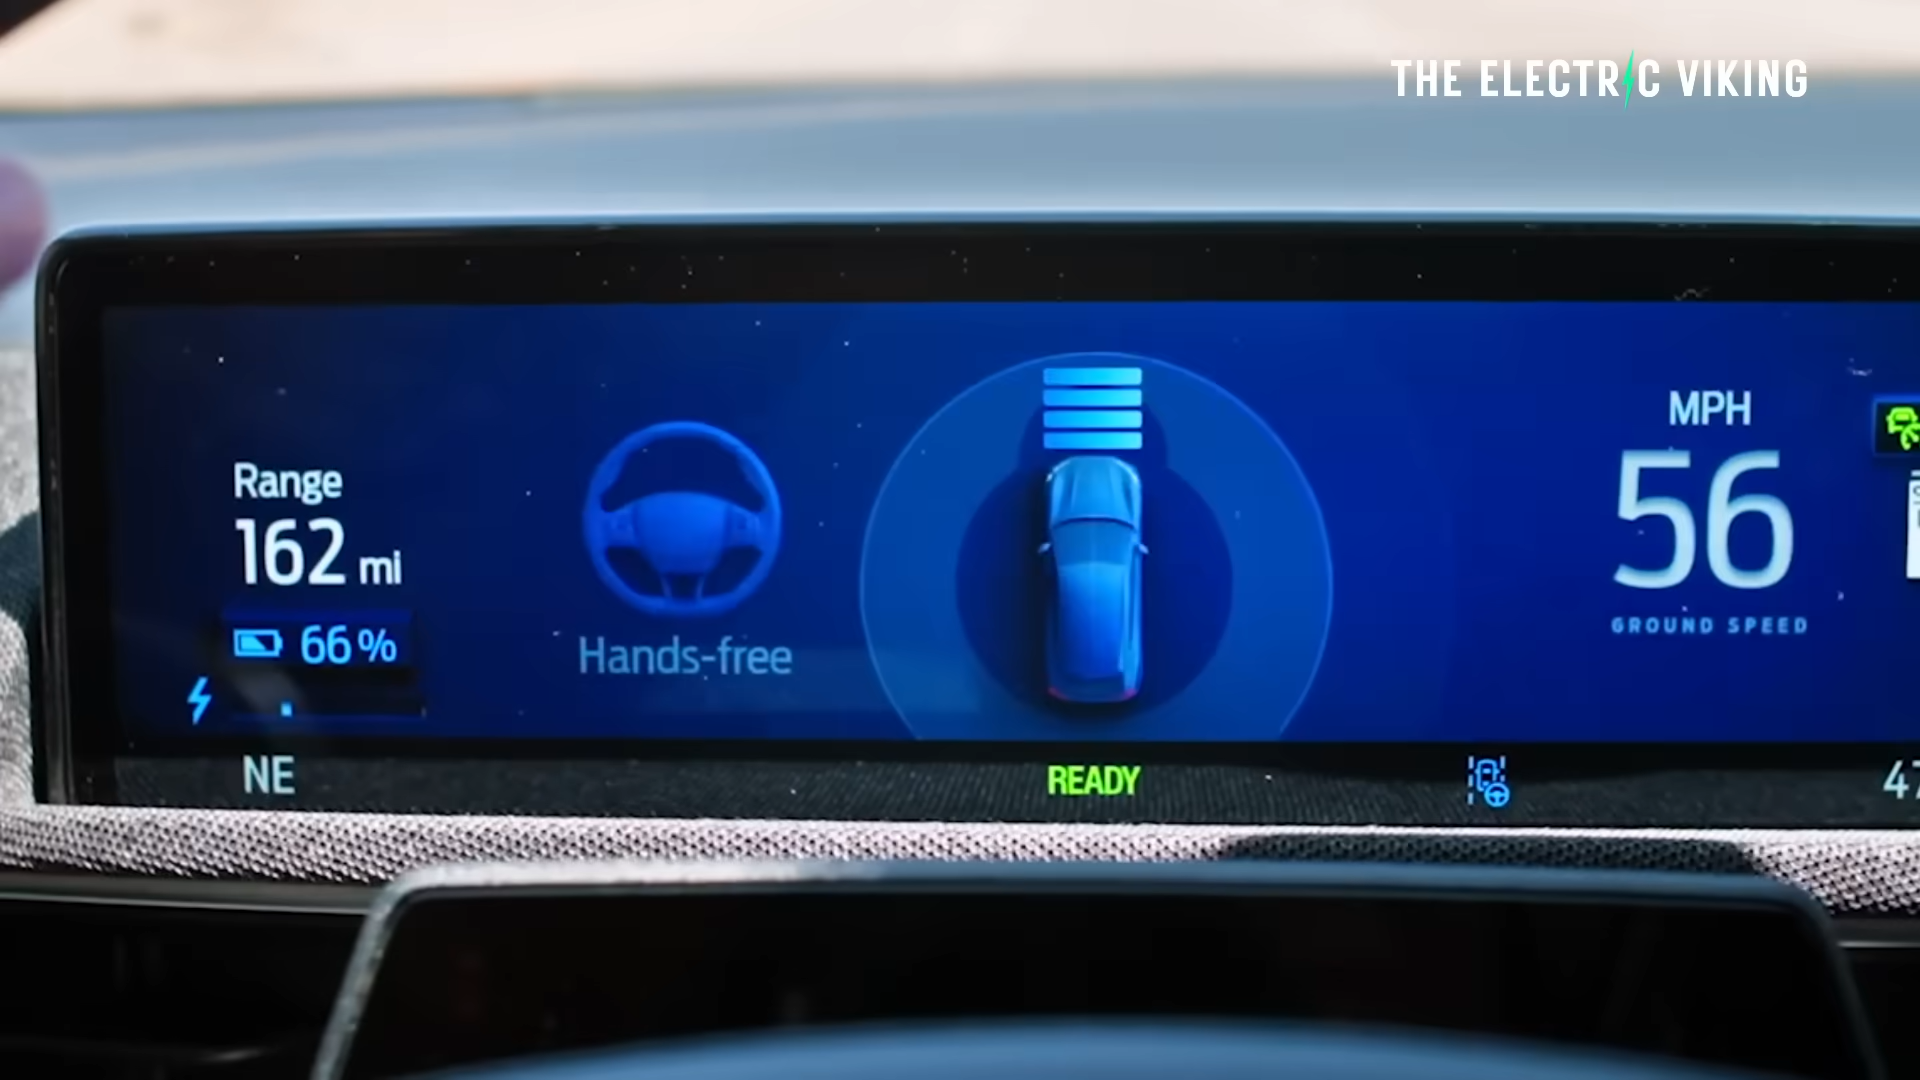 THE ELECTRIC VIKING
Range
162 mi
66%
Hands-free
MPH
56
GROUND SPEED
NE
READY